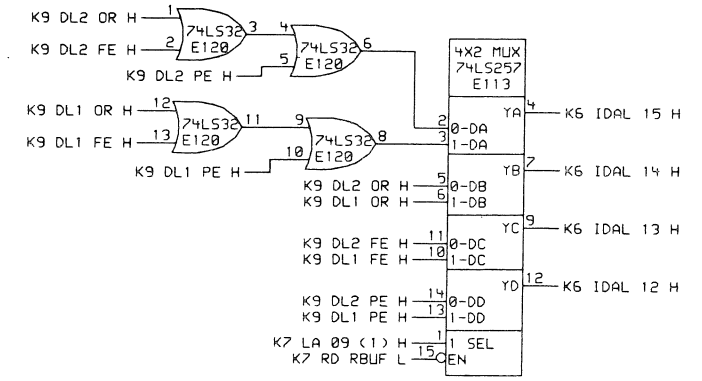 K9 DL2 OR H 1
K9 DL2 FE H 2
74LS32
E120
3
4
K9 DL2 PE H 5
74LS32
E120
6
K9 DL1 OR H 12
K9 DL1 FE H 13
74LS32
E120
11
9
K9 DL1 PE H 10
74LS32
E120
8
4X2 MUX
74LS257
E113
YA 4 K6 IDAL 15 H
2 0-DA
3 1-DA
YB 7 K6 IDAL 14 H
K9 DL2 OR H 5 0-DB
K9 DL1 OR H 6 1-DB
YC 9 K6 IDAL 13 H
K9 DL2 FE H 11 0-DC
K9 DL1 FE H 10 1-DC
YD 12 K6 IDAL 12 H
K9 DL2 PE H 14 0-DD
K9 DL1 PE H 13 1-DD
K7 LA 09 (1) H 1 1 SEL
K7 RD RBUF L 15 EN